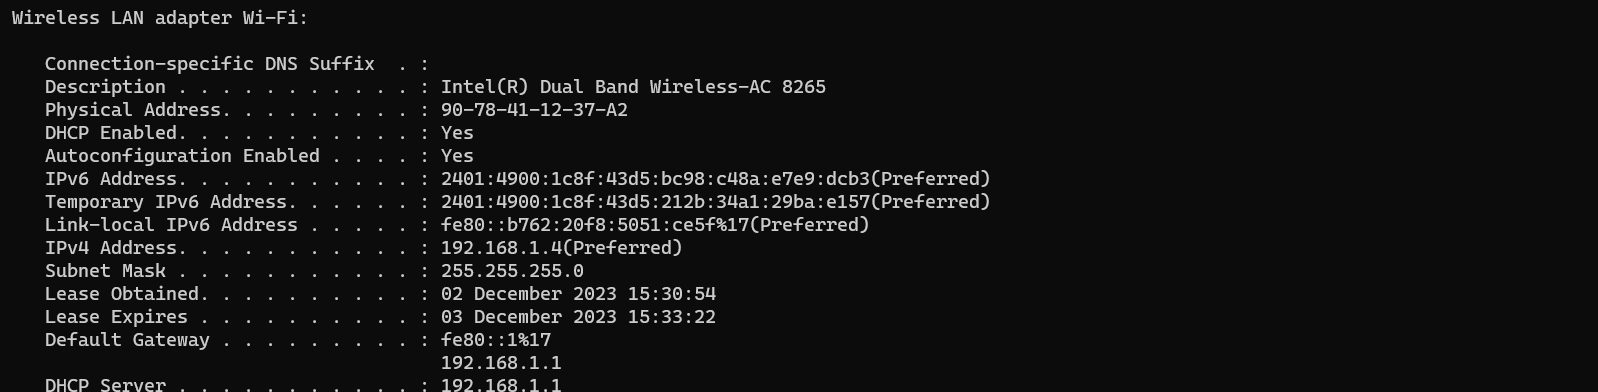 Wireless LAN adapter Wi-Fi:
Connection-specific DNS Suffix  . :
Description . . . . . . . . . . . : Intel(R) Dual Band Wireless-AC 8265
Physical Address. . . . . . . . . : 90-78-41-12-37-A2
DHCP Enabled. . . . . . . . . . . : Yes
Autoconfiguration Enabled . . . . : Yes
IPv6 Address. . . . . . . . . . . : 2401:4900:1c8f:43d5:bc98:c48a:e7e9:dcb3(Preferred)
Temporary IPv6 Address. . . . . . : 2401:4900:1c8f:43d5:212b:34a1:29ba:e157(Preferred)
Link-local IPv6 Address . . . . . : fe80::b762:20f8:5051:ce5f%17(Preferred)
IPv4 Address. . . . . . . . . . . : 192.168.1.4(Preferred)
Subnet Mask . . . . . . . . . . . : 255.255.255.0
Lease Obtained. . . . . . . . . . : 02 December 2023 15:30:54
Lease Expires . . . . . . . . . . : 03 December 2023 15:33:22
Default Gateway . . . . . . . . . : fe80::1%17
192.168.1.1
DHCP Server . . . . . . . . . . . : 192.168.1.1